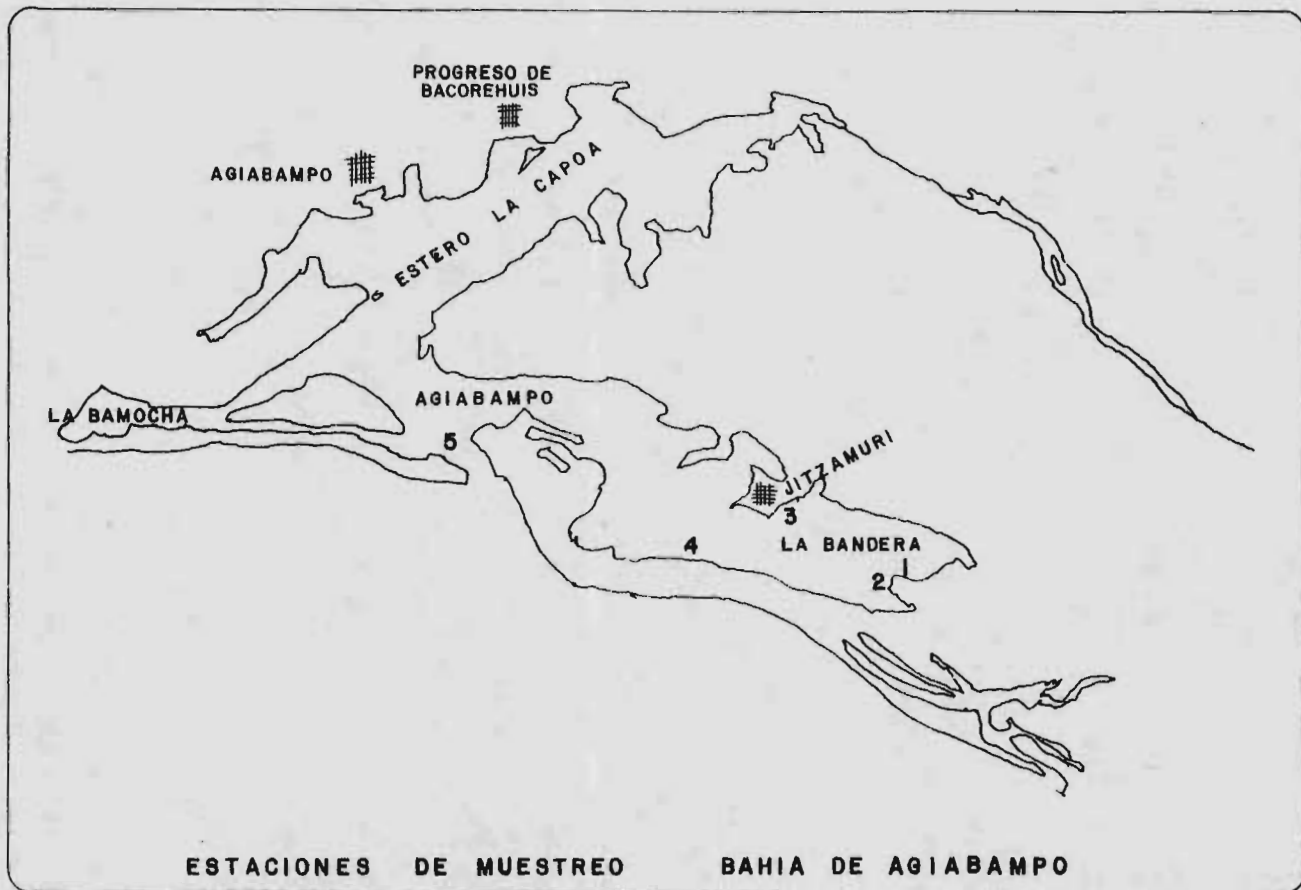 PROGRESO DE
BACOREHUIS
AGIABAMPO
ESTERO LA CAPOA
AGIABAMPO
LA BAMOCHA
5
JITZAMURI
3
4
LA BANDERA
1
2
ESTACIONES DE MUESTREO BAHIA DE AGIABAMPO